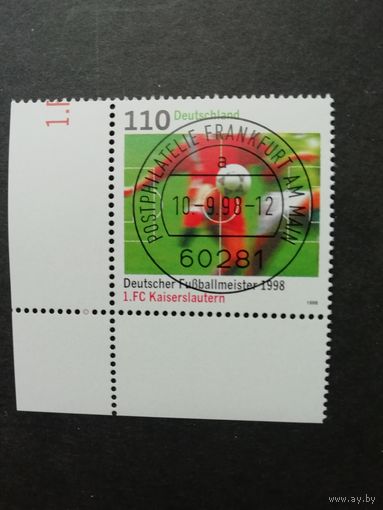 1.F
110 Deutschland
POSTPHILATELIE FRANKFURT AM MAIN
a
10.-9.98-12
60281
Deutscher Fußballmeister 1998
1.FC Kaiserslautern
1998
www.ay.by